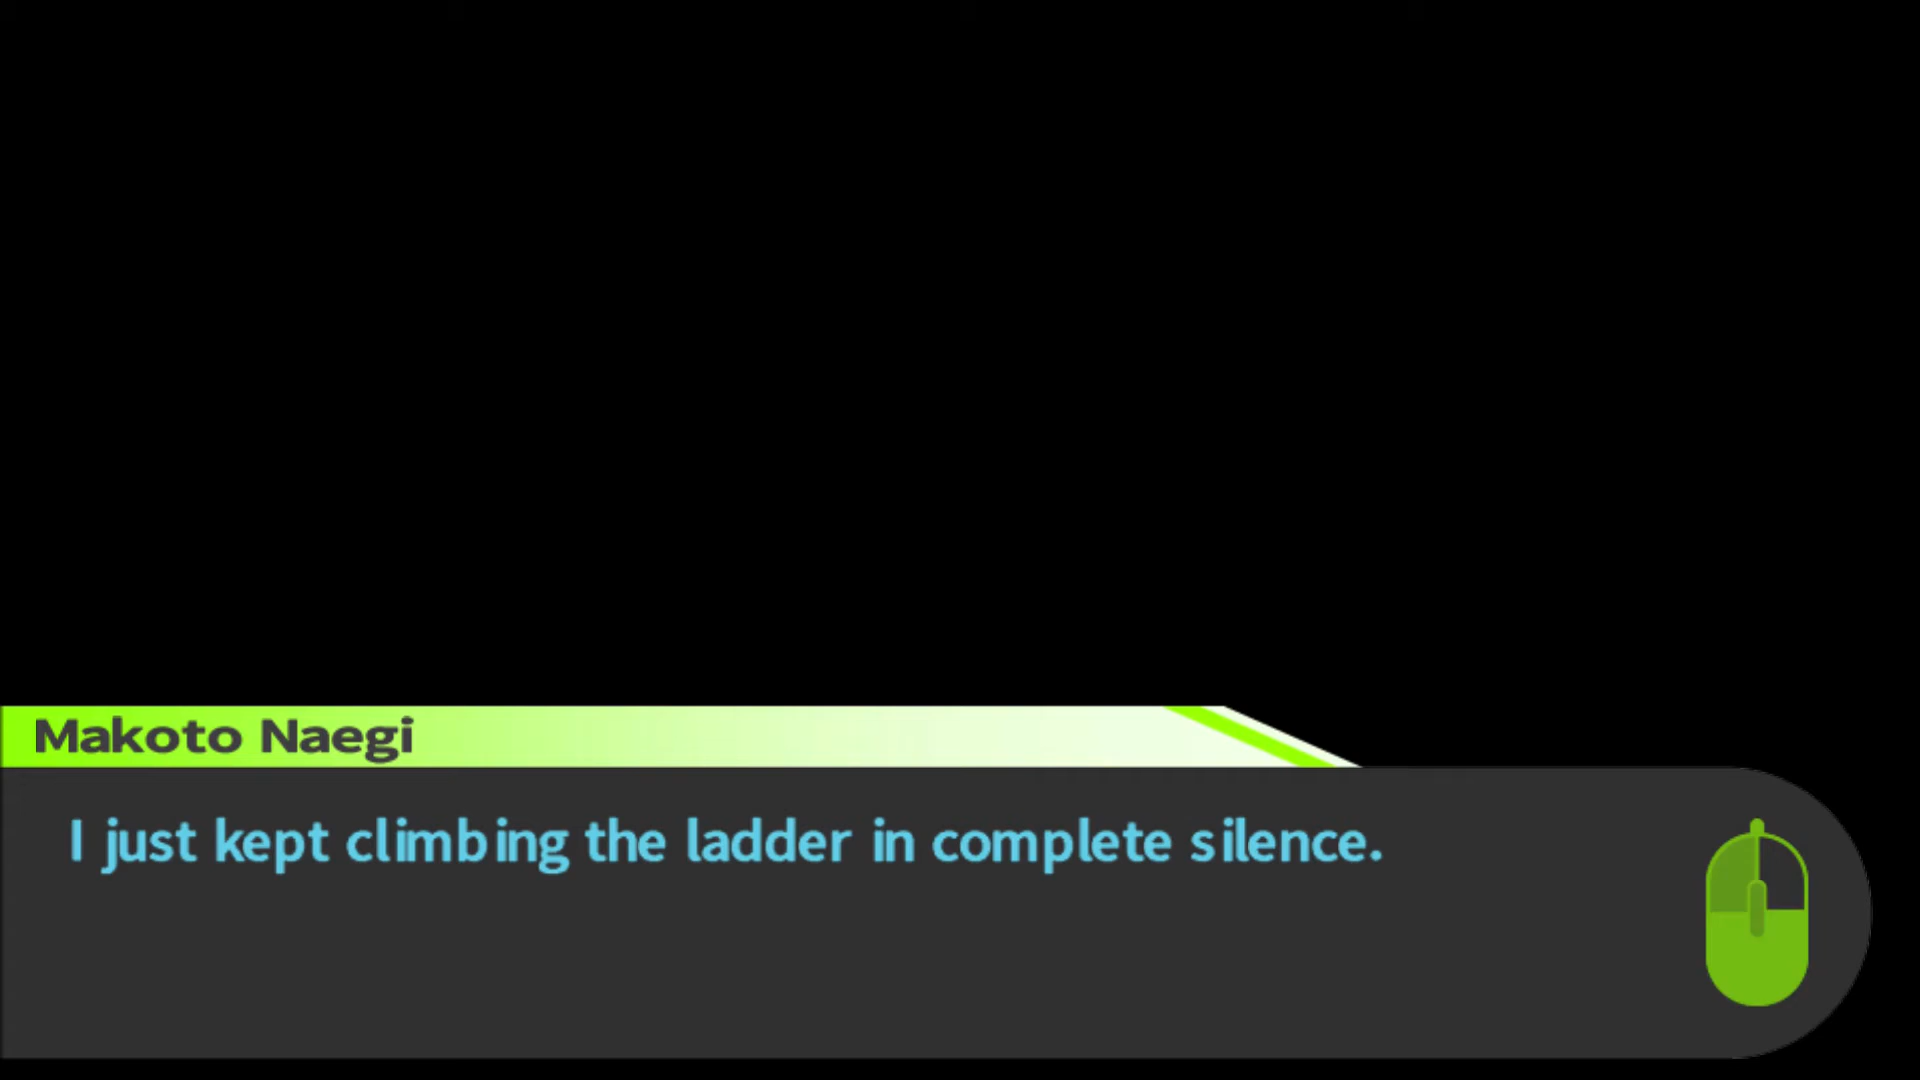 Makoto Naegi
I just kept climbing the ladder in complete silence.